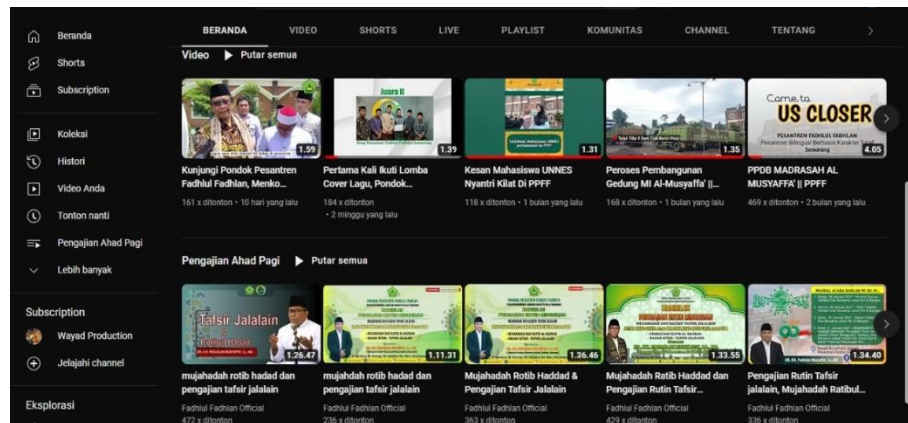 BERANDA VIDEO SHORTS LIVE PLAYLIST KOMUNITAS CHANNEL TENTANG
Beranda
Shorts
Subscription
Koleksi
Histori
Video Anda
Tonton nanti
Pengajian Ahad Pagi
Lebih banyak
Subscription
Wayad Production
Jelajahi channel
Eksplorasi
Video Putar semua
1.59
Kunjungi Pondok Pesantren
Fadhlul Fadhlan, Menko...
161 x ditonton • 10 hari yang lalu
Juara II
1.39
Pertama Kali Ikuti Lomba
Cover Lagu, Pondok...
184 x ditonton
• 2 minggu yang lalu
1.31
Kesan Mahasiswa UNNES
Nyantri Kilat Di PPFF
118 x ditonton • 1 bulan yang lalu
1.35
Peroses Pembangunan
Gedung MI Al-Musyaffa' ||...
168 x ditonton • 1 bulan yang lalu
Come to
US CLOSER
PESANTREN FADHLUL FADHLAN
Pesantren Bilingual Berbasis Karakter Salaf
Semarang
4.05
PPDB MADRASAH AL
MUSYAFFA' || PPFF
469 x ditonton • 2 bulan yang lalu
Pengajian Ahad Pagi Putar semua
Tafsir Jalalain
1.26.47
mujahadah rotib hadad dan
pengajian tafsir jalalain
Fadhlul Fadhlan Official
472 x ditonton
1.11.31
mujahdah rotib hadad dan
pengajian tafsir jalalain
Fadhlul Fadhlan Official
236 x ditonton
1.36.46
Mujahadah Rotib Haddad &
Pengajian Tafsir Jalalain
Fadhlul Fadhlan Official
363 x ditonton
1.33.55
Mujahadah Ratib Haddad dan
Pengajian Rutin Tafsir...
Fadhlul Fadhlan Official
429 x ditonton
1.34.40
Pengajian Rutin Tafsir
jalalain, Mujahadah Ratibul...
Fadhlul Fadhlan Official
336 x ditonton